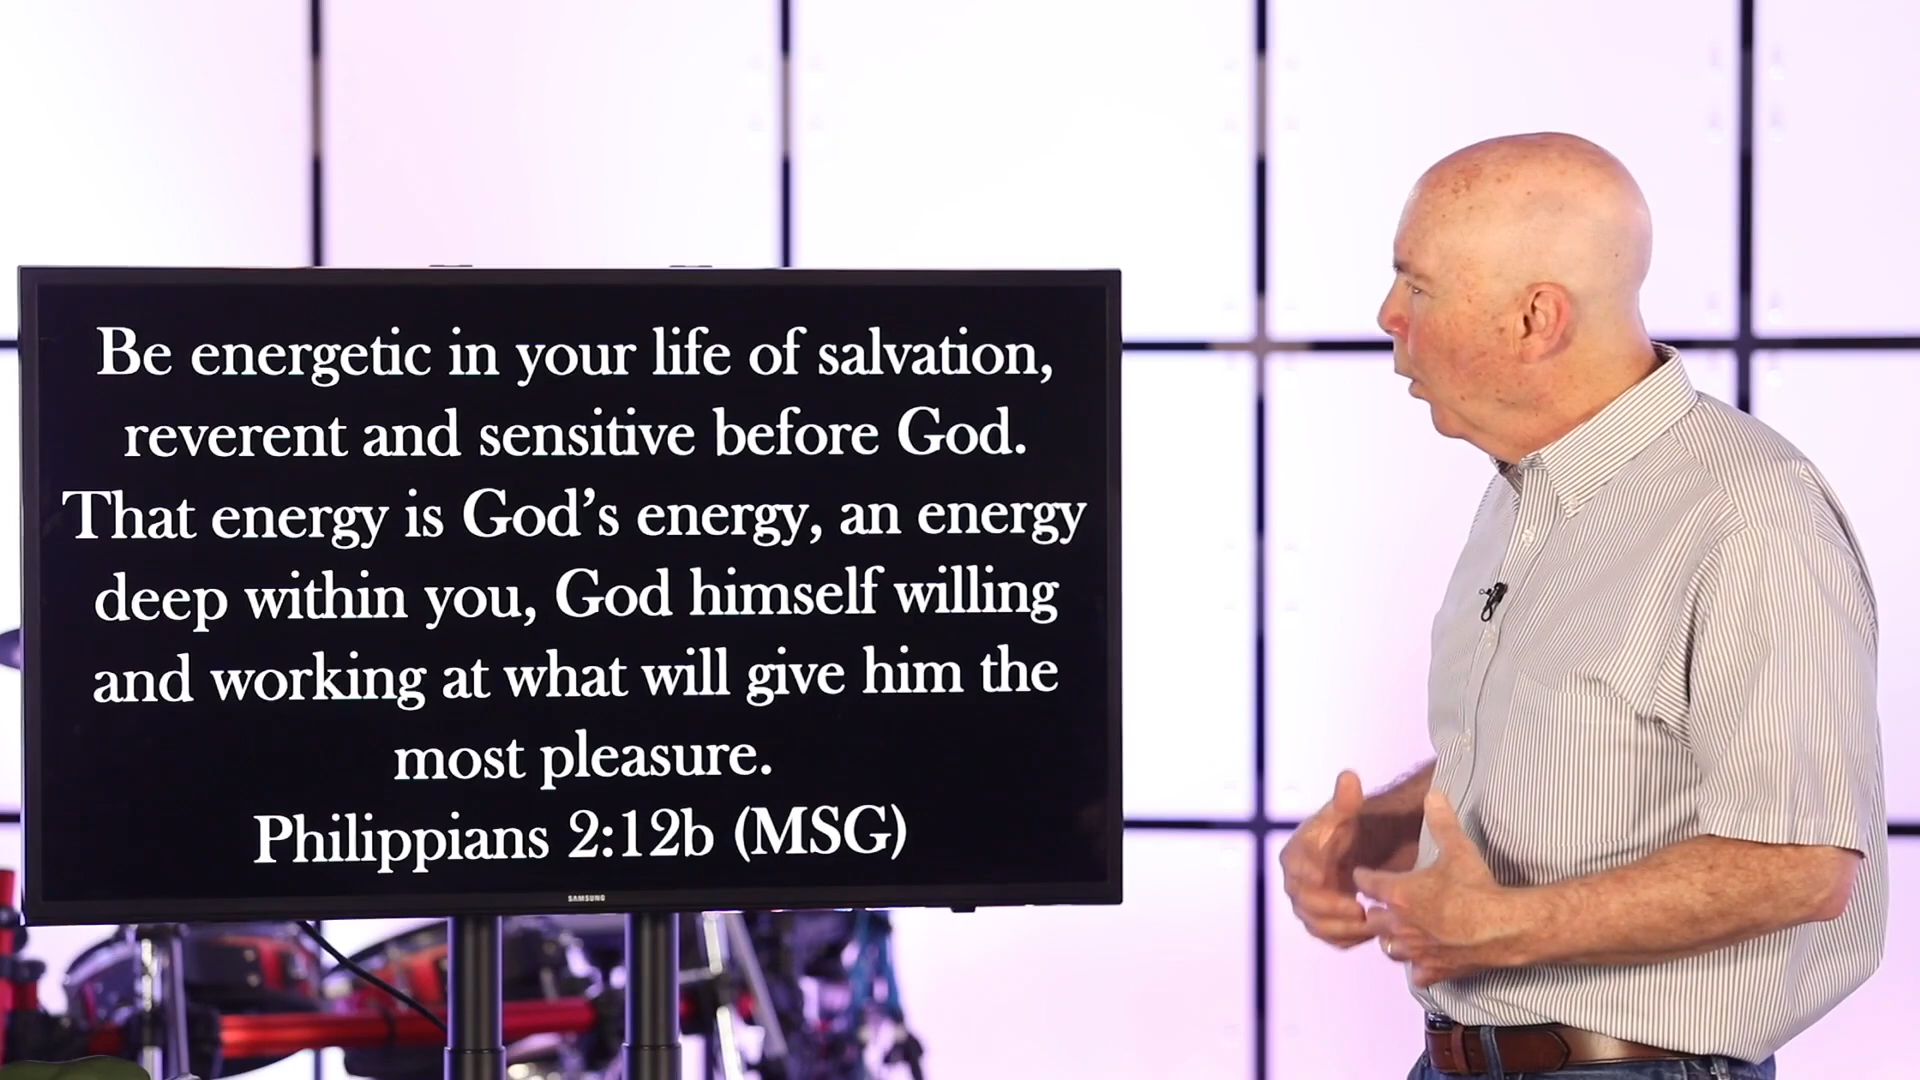 Be energetic in your life of salvation,
reverent and sensitive before God.
That energy is God’s energy, an energy
deep within you, God himself willing
and working at what will give him the
most pleasure.
Philippians 2:12b (MSG)
SAMSUNG